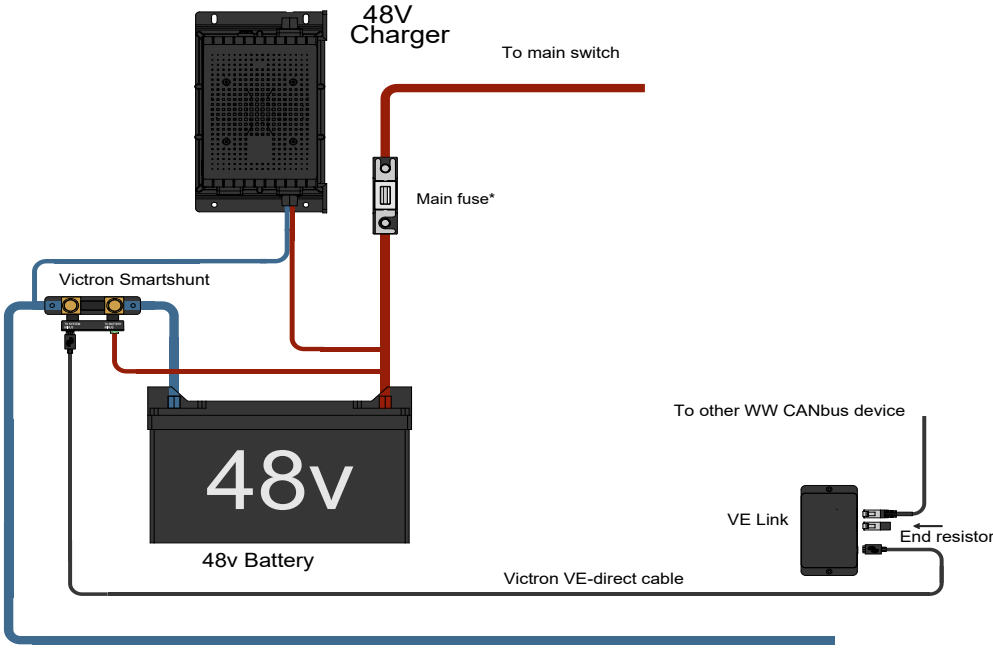 48V
Charger
To main switch
Main fuse*
Victron Smartshunt
To other WW CANbus device
48v
VE Link
End resistor
48v Battery
Victron VE-direct cable